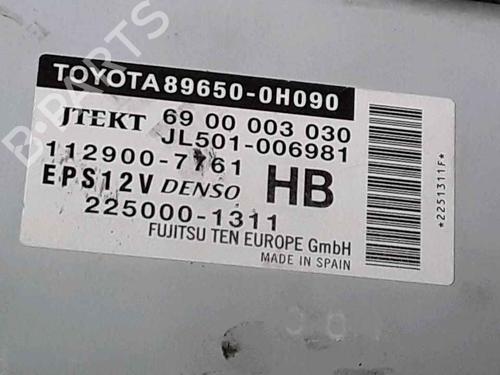 TOYOTA 89650-0H090
JTEKT 69 00 003 030
JL501-006981
112900-7761
EPS12V DENSO HB
225000-1311
FUJITSU TEN EUROPE GmbH
MADE IN SPAIN
*2251311F*
B-PARTS